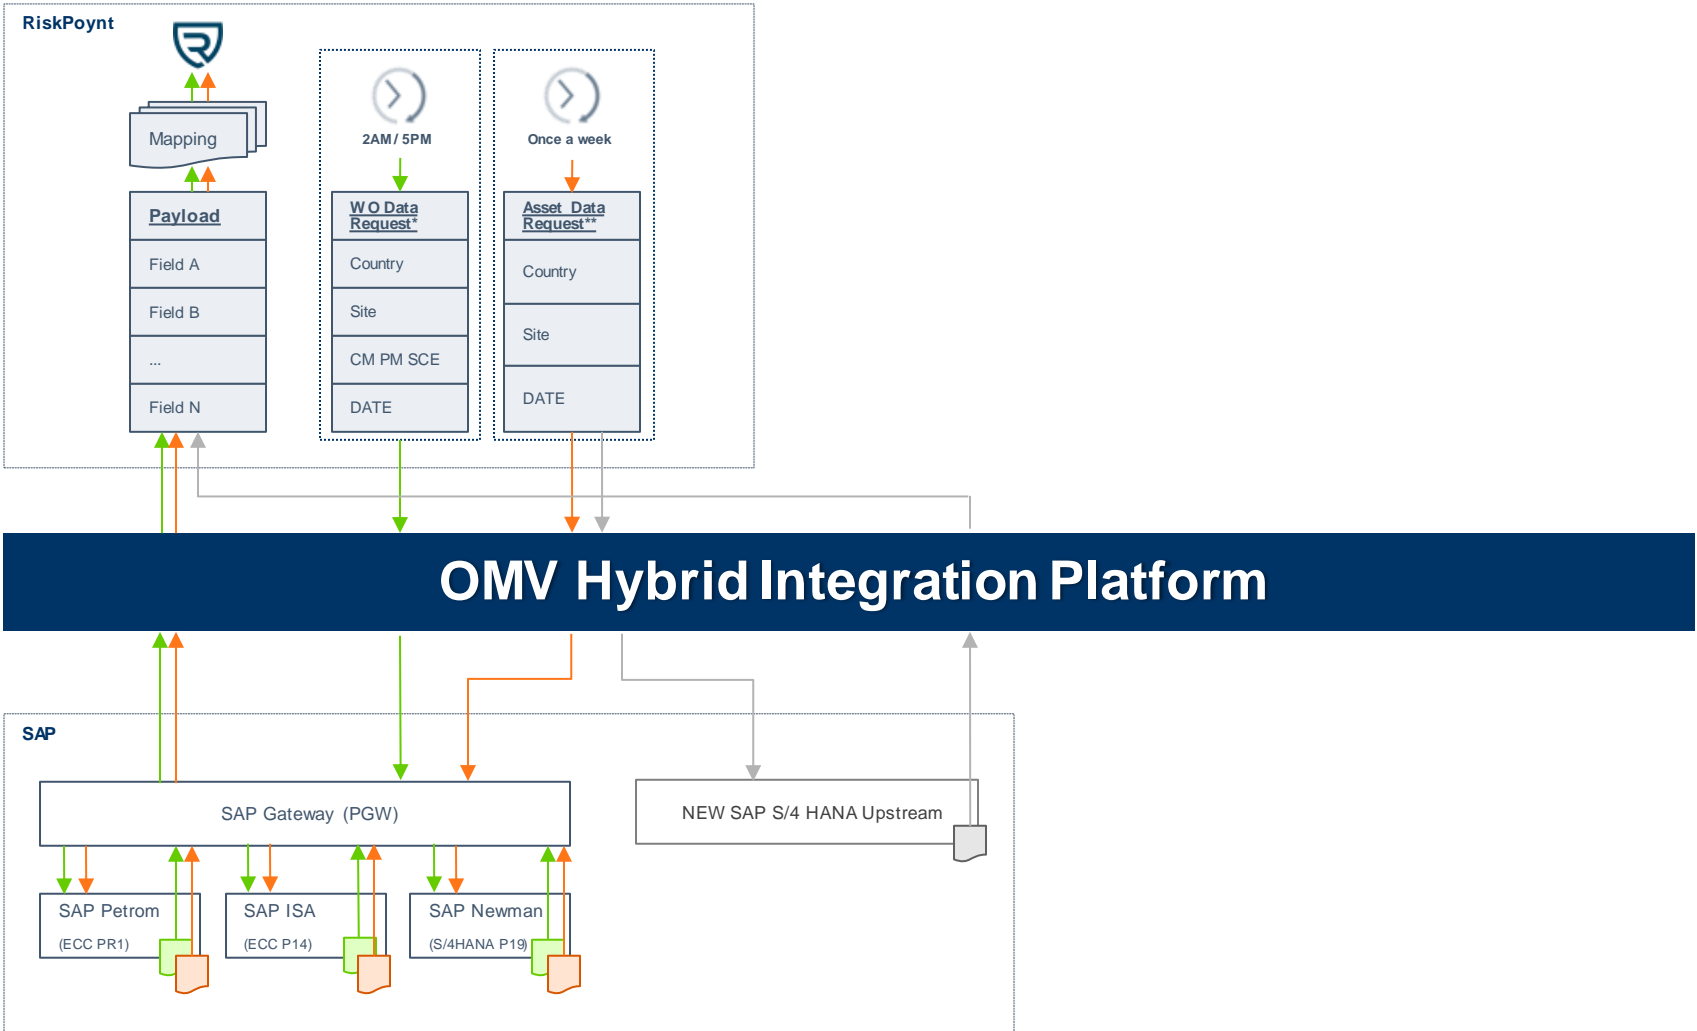 RiskPoynt
2AM / 5PM
Once a week
Mapping
Payload
Field A
Field B
...
Field N
WO Data
Request*
Country
Site
CM PM SCE
DATE
Asset Data
Request**
Country
Site
DATE
OMV Hybrid Integration Platform
SAP
SAP Gateway (PGW)
NEW SAP S/4 HANA Upstream
SAP Petrom
(ECC PR1)
SAP ISA
(ECC P14)
SAP Newman
(S/4HANA P19)